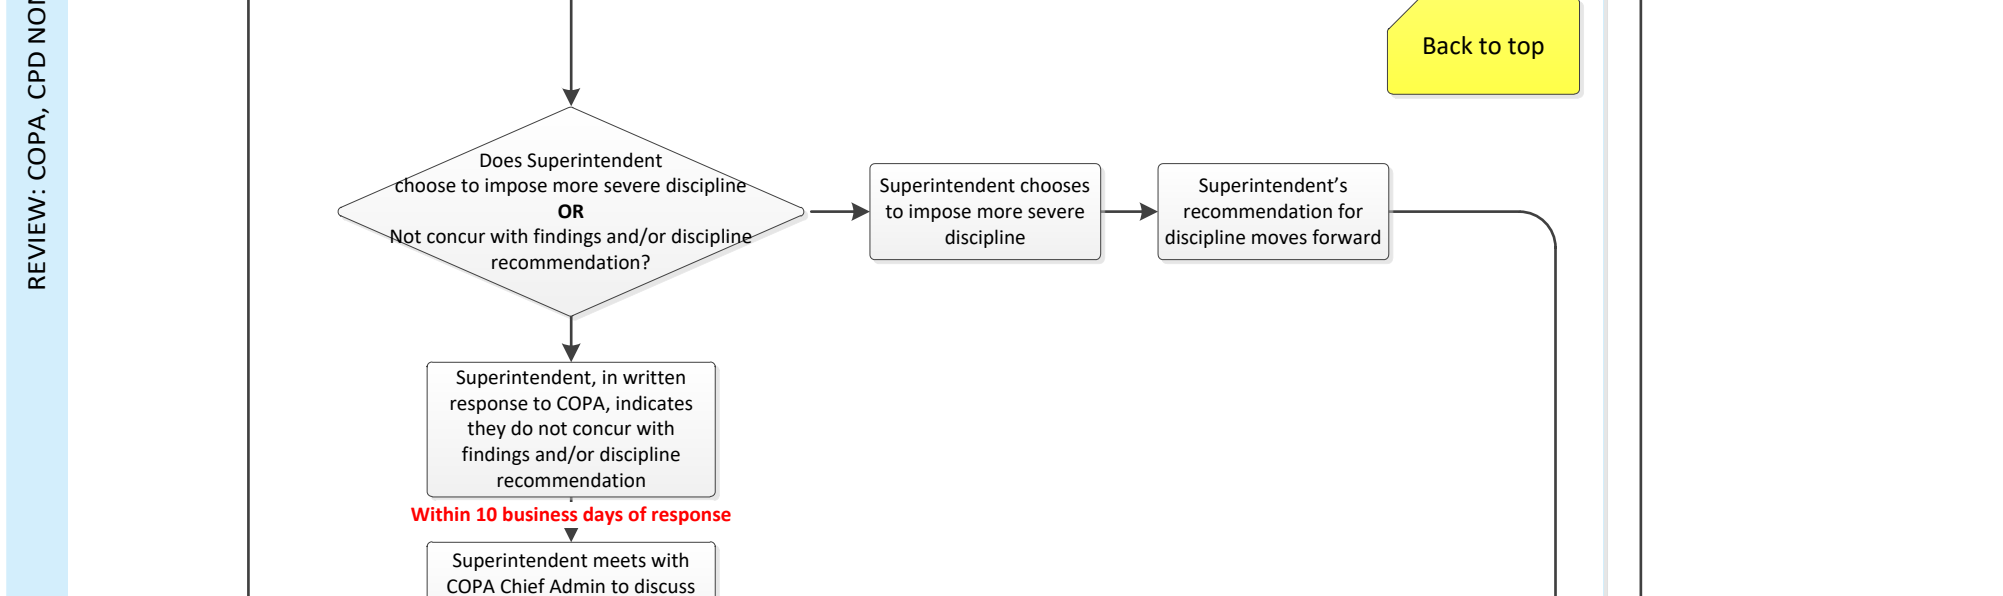 REVIEW: COPA, CPD NON
Back to top
Does Superintendent
choose to impose more severe discipline
OR
Not concur with findings and/or discipline
recommendation?
Superintendent chooses
to impose more severe
discipline
Superintendent’s
recommendation for
discipline moves forward
Superintendent, in written
response to COPA, indicates
they do not concur with
findings and/or discipline
recommendation
Within 10 business days of response
Superintendent meets with
COPA Chief Admin to discuss